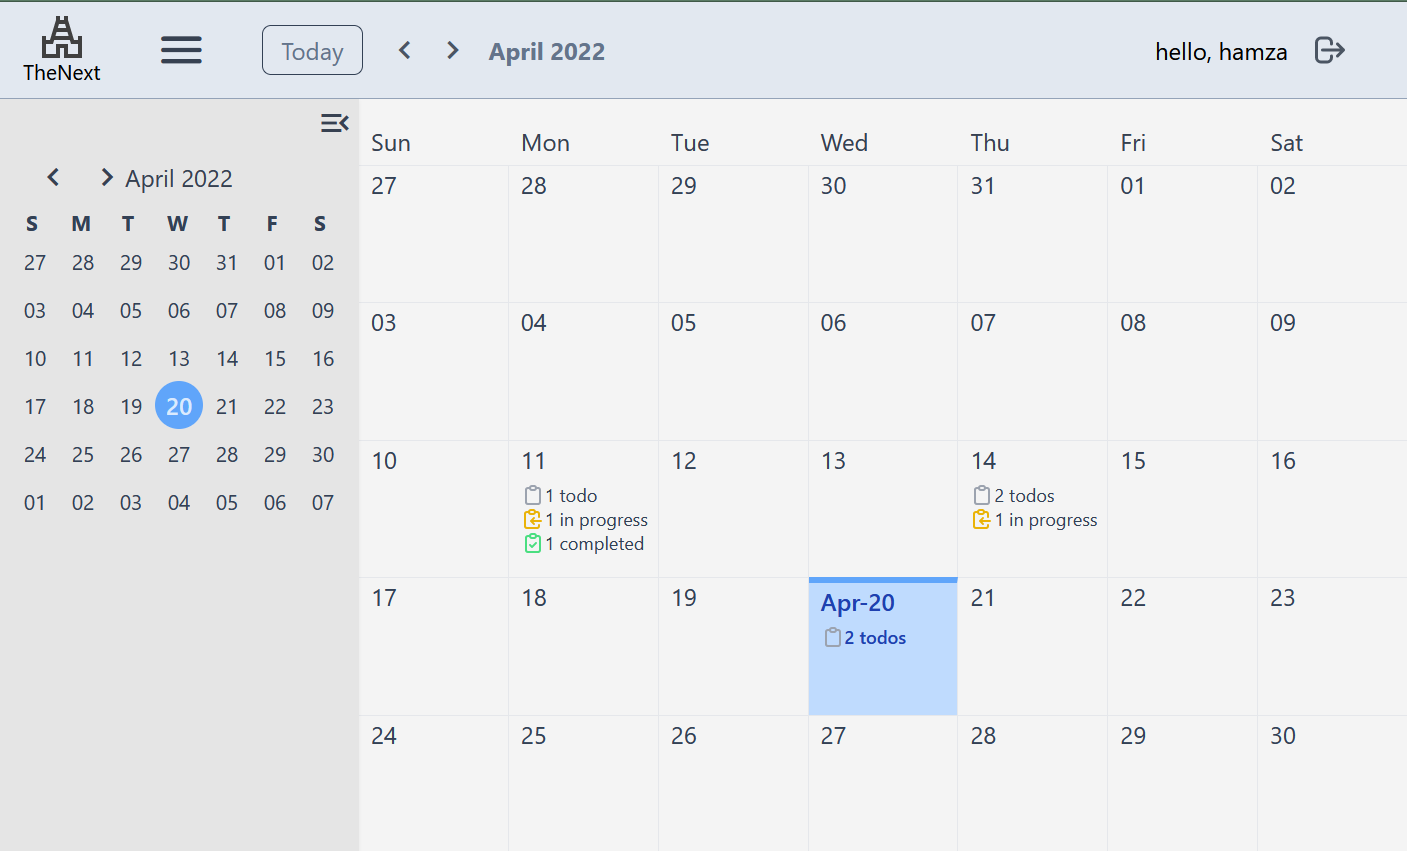 TheNext
Today
April 2022
hello, hamza
April 2022
S M T W T F S
27 28 29 30 31 01 02
03 04 05 06 07 08 09
10 11 12 13 14 15 16
17 18 19 20 21 22 23
24 25 26 27 28 29 30
01 02 03 04 05 06 07
Sun Mon Tue Wed Thu Fri Sat
27 28 29 30 31 01 02
03 04 05 06 07 08 09
10 11 12 13 14 15 16
1 todo 2 todos
1 in progress 1 in progress
1 completed
17 18 19 Apr-20 21 22 23
2 todos
24 25 26 27 28 29 30